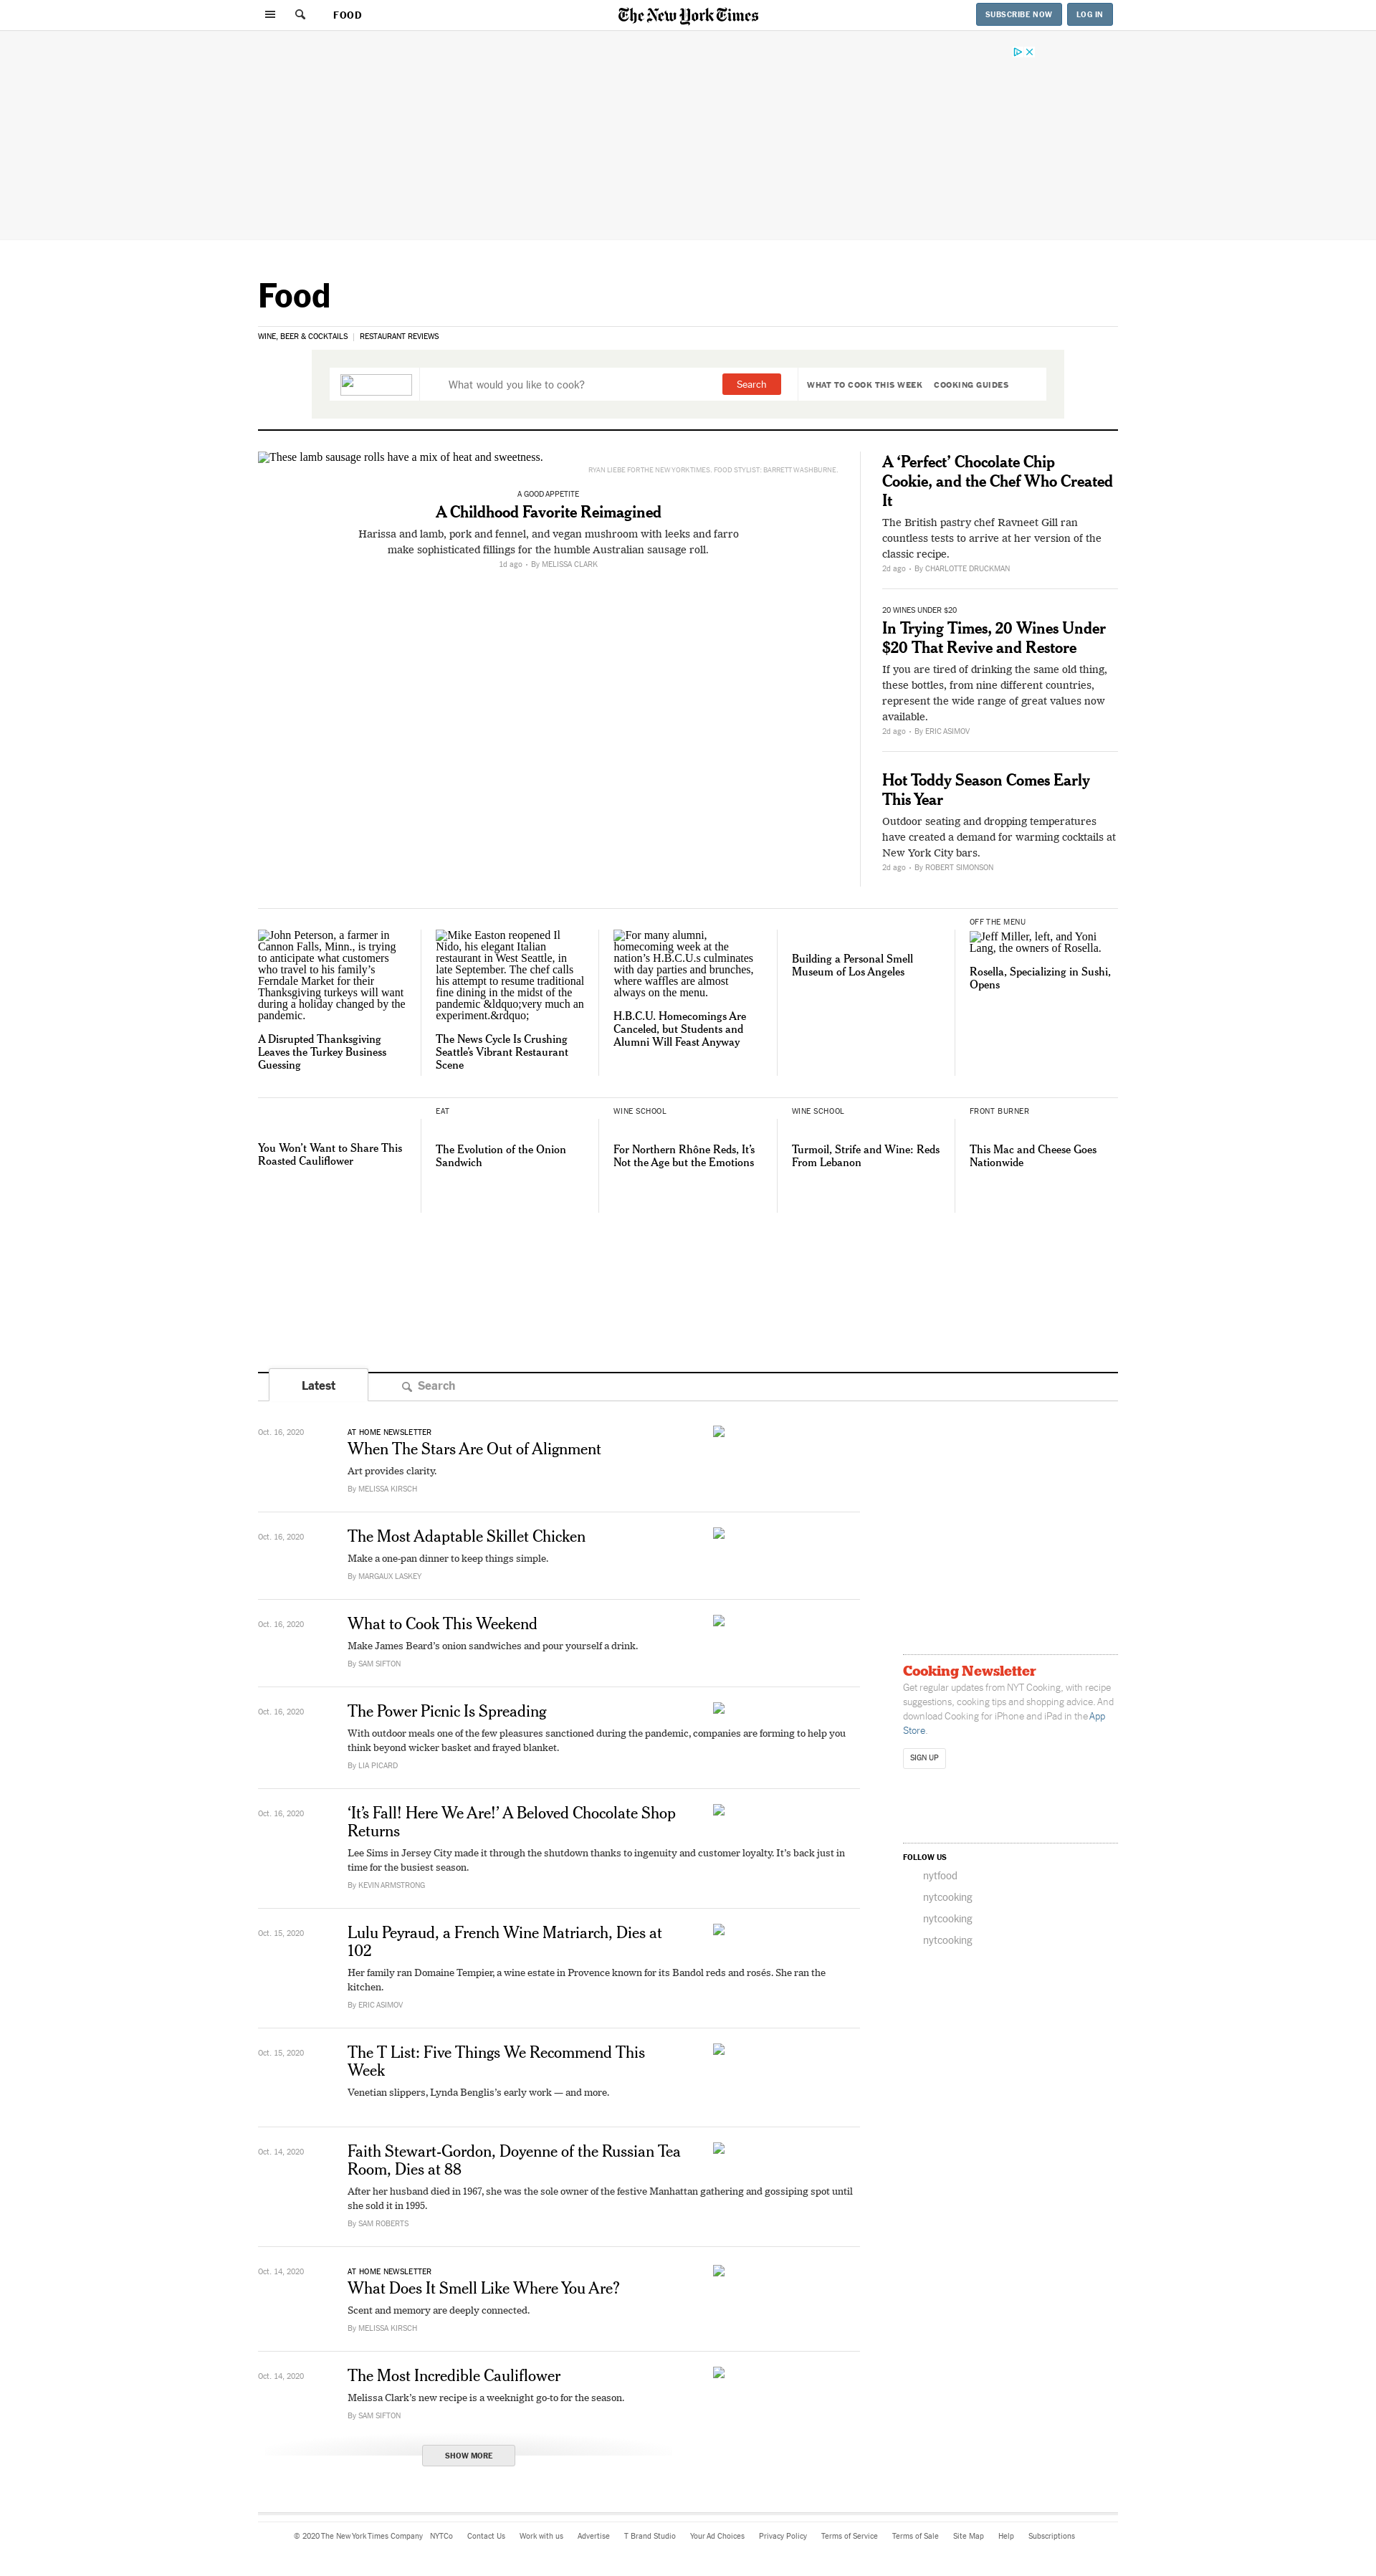 FOOD
The New York Times
SUBSCRIBE NOW
LOG IN
Food
WINE, BEER & COCKTAILS
RESTAURANT REVIEWS
What would you like to cook?
Search
WHAT TO COOK THIS WEEK
COOKING GUIDES
These lamb sausage rolls have a mix of heat and sweetness.
RYAN LIEBE FOR THE NEW YORK TIMES. FOOD STYLIST: BARRETT WASHBURNE.
A GOOD APPETITE
A Childhood Favorite Reimagined
Harissa and lamb, pork and fennel, and vegan mushroom with leeks and farro
make sophisticated fillings for the humble Australian sausage roll.
1d ago • By MELISSA CLARK
A ‘Perfect’ Chocolate Chip
Cookie, and the Chef Who Created
It
The British pastry chef Ravneet Gill ran
countless tests to arrive at her version of the
classic recipe.
2d ago • By CHARLOTTE DRUCKMAN
20 WINES UNDER $20
In Trying Times, 20 Wines Under
$20 That Revive and Restore
If you are tired of drinking the same old thing,
these bottles, from nine different countries,
represent the wide range of great values now
available.
2d ago • By ERIC ASIMOV
Hot Toddy Season Comes Early
This Year
Outdoor seating and dropping temperatures
have created a demand for warming cocktails at
New York City bars.
2d ago • By ROBERT SIMONSON
John Peterson, a farmer in
Cannon Falls, Minn., is trying
to anticipate what customers
who travel to his family’s
Ferndale Market for their
Thanksgiving turkeys will want
during a holiday changed by the
pandemic.
A Disrupted Thanksgiving
Leaves the Turkey Business
Guessing
Mike Easton reopened Il
Nido, his elegant Italian
restaurant in West Seattle, in
late September. The chef calls
his attempt to resume traditional
fine dining in the midst of the
pandemic &ldquo;very much an
experiment.&rdquo;
The News Cycle Is Crushing
Seattle’s Vibrant Restaurant
Scene
For many alumni,
homecoming week at the
nation’s H.B.C.U.s culminates
with day parties and brunches,
where waffles are almost
always on the menu.
H.B.C.U. Homecomings Are
Canceled, but Students and
Alumni Will Feast Anyway
Building a Personal Smell
Museum of Los Angeles
OFF THE MENU
Jeff Miller, left, and Yoni
Lang, the owners of Rosella.
Rosella, Specializing in Sushi,
Opens
You Won’t Want to Share This
Roasted Cauliflower
EAT
The Evolution of the Onion
Sandwich
WINE SCHOOL
For Northern Rhône Reds, It’s
Not the Age but the Emotions
WINE SCHOOL
Turmoil, Strife and Wine: Reds
From Lebanon
FRONT BURNER
This Mac and Cheese Goes
Nationwide
Latest
Search
Oct. 16, 2020
AT HOME NEWSLETTER
When The Stars Are Out of Alignment
Art provides clarity.
By MELISSA KIRSCH
Oct. 16, 2020
The Most Adaptable Skillet Chicken
Make a one-pan dinner to keep things simple.
By MARGAUX LASKEY
Oct. 16, 2020
What to Cook This Weekend
Make James Beard’s onion sandwiches and pour yourself a drink.
By SAM SIFTON
Oct. 16, 2020
The Power Picnic Is Spreading
With outdoor meals one of the few pleasures sanctioned during the pandemic, companies are forming to help you
think beyond wicker basket and frayed blanket.
By LIA PICARD
Oct. 16, 2020
‘It’s Fall! Here We Are!’ A Beloved Chocolate Shop
Returns
Lee Sims in Jersey City made it through the shutdown thanks to ingenuity and customer loyalty. It’s back just in
time for the busiest season.
By KEVIN ARMSTRONG
Oct. 15, 2020
Lulu Peyraud, a French Wine Matriarch, Dies at
102
Her family ran Domaine Tempier, a wine estate in Provence known for its Bandol reds and rosés. She ran the
kitchen.
By ERIC ASIMOV
Oct. 15, 2020
The T List: Five Things We Recommend This
Week
Venetian slippers, Lynda Benglis’s early work — and more.
Oct. 14, 2020
Faith Stewart-Gordon, Doyenne of the Russian Tea
Room, Dies at 88
After her husband died in 1967, she was the sole owner of the festive Manhattan gathering and gossiping spot until
she sold it in 1995.
By SAM ROBERTS
Oct. 14, 2020
AT HOME NEWSLETTER
What Does It Smell Like Where You Are?
Scent and memory are deeply connected.
By MELISSA KIRSCH
Oct. 14, 2020
The Most Incredible Cauliflower
Melissa Clark’s new recipe is a weeknight go-to for the season.
By SAM SIFTON
SHOW MORE
Cooking Newsletter
Get regular updates from NYT Cooking, with recipe
suggestions, cooking tips and shopping advice. And
download Cooking for iPhone and iPad in the App
Store.
SIGN UP
FOLLOW US
nytfood
nytcooking
nytcooking
nytcooking
© 2020 The New York Times Company NYTCo Contact Us Work with us Advertise T Brand Studio Your Ad Choices Privacy Policy Terms of Service Terms of Sale Site Map Help Subscriptions